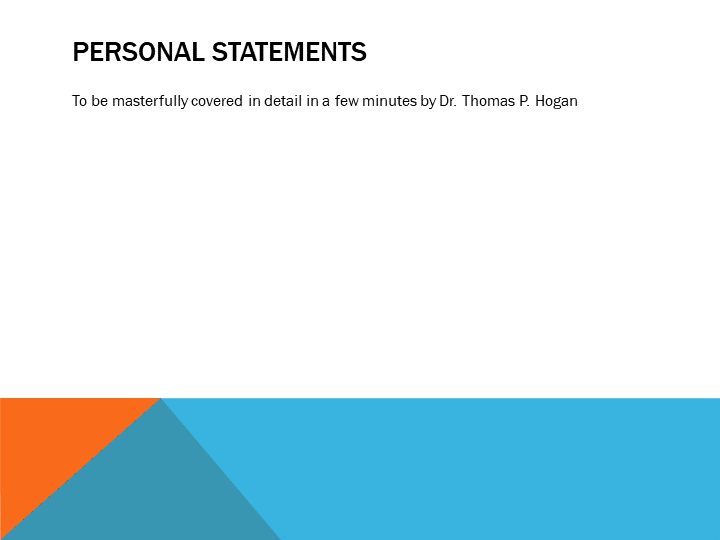 PERSONAL STATEMENTS
To be masterfully covered in detail in a few minutes by Dr. Thomas P. Hogan